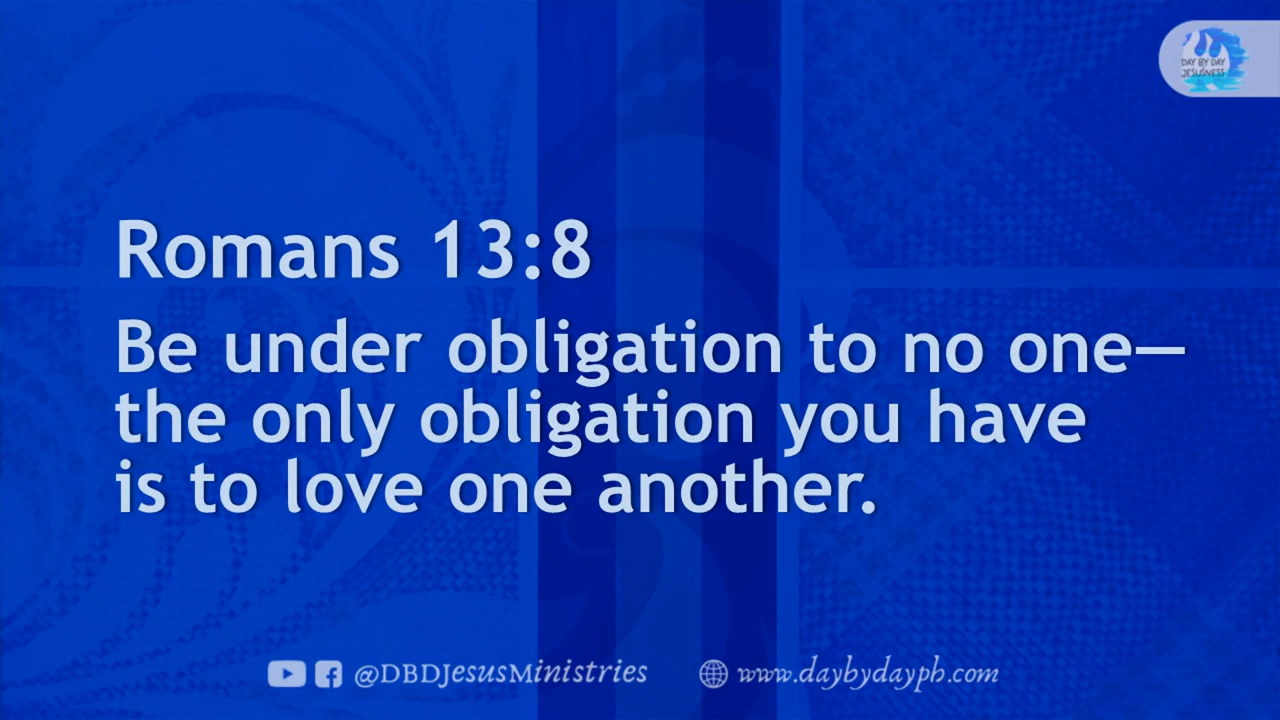 DAY BY DAY
JESUSNESS
Romans 13:8
Be under obligation to no one—
the only obligation you have
is to love one another.
@DBDJesusMinistries
www.daybydayph.com